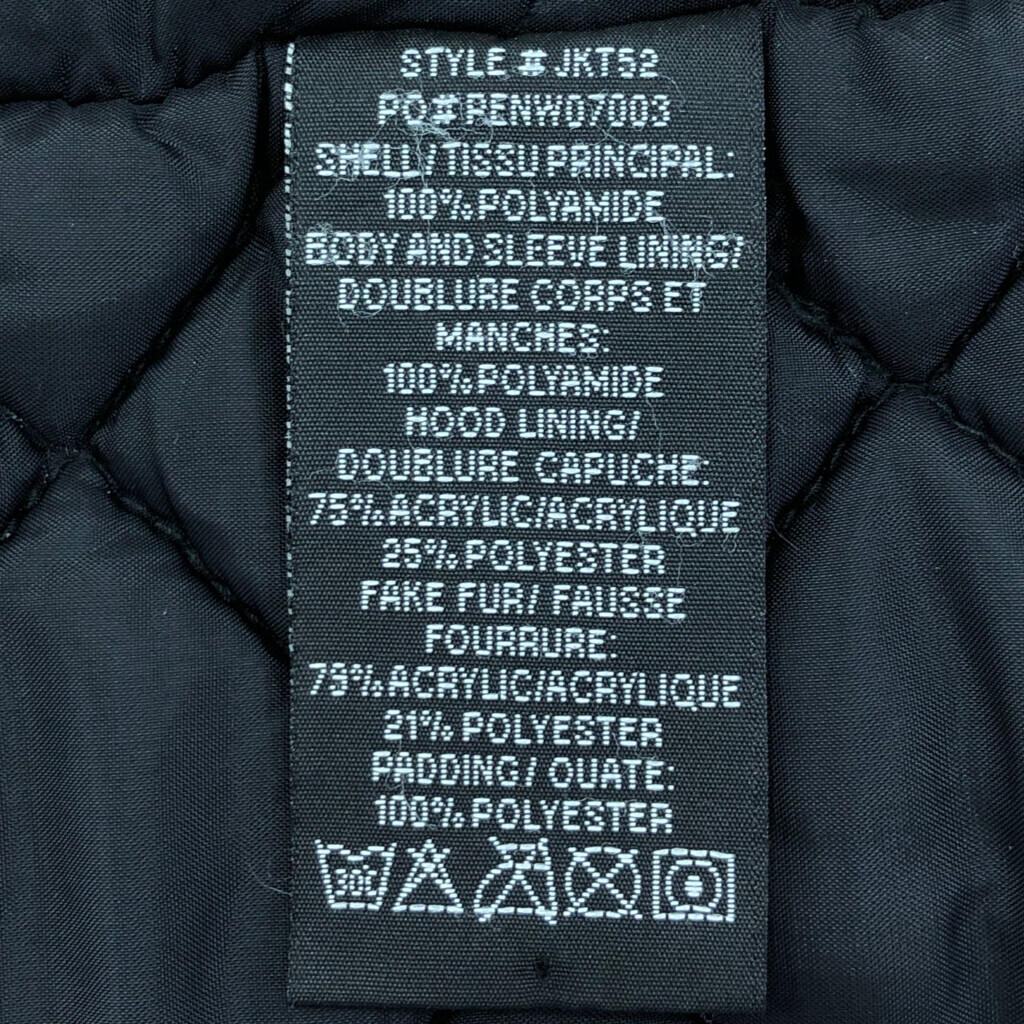 STYLE # JKT52
PO# RENW07003
SHELL/TISSU PRINCIPAL:
100% POLYAMIDE
BODY AND SLEEVE LINING/
DOUBLURE CORPS ET
MANCHES:
100% POLYAMIDE
HOOD LINING/
DOUBLURE CAPUCHE:
75% ACRYLIC/ACRYLIQUE
25% POLYESTER
FAKE FUR/ FAUSSE
FOURRURE:
79% ACRYLIC/ACRYLIQUE
21% POLYESTER
PADDING/ OUATE:
100% POLYESTER